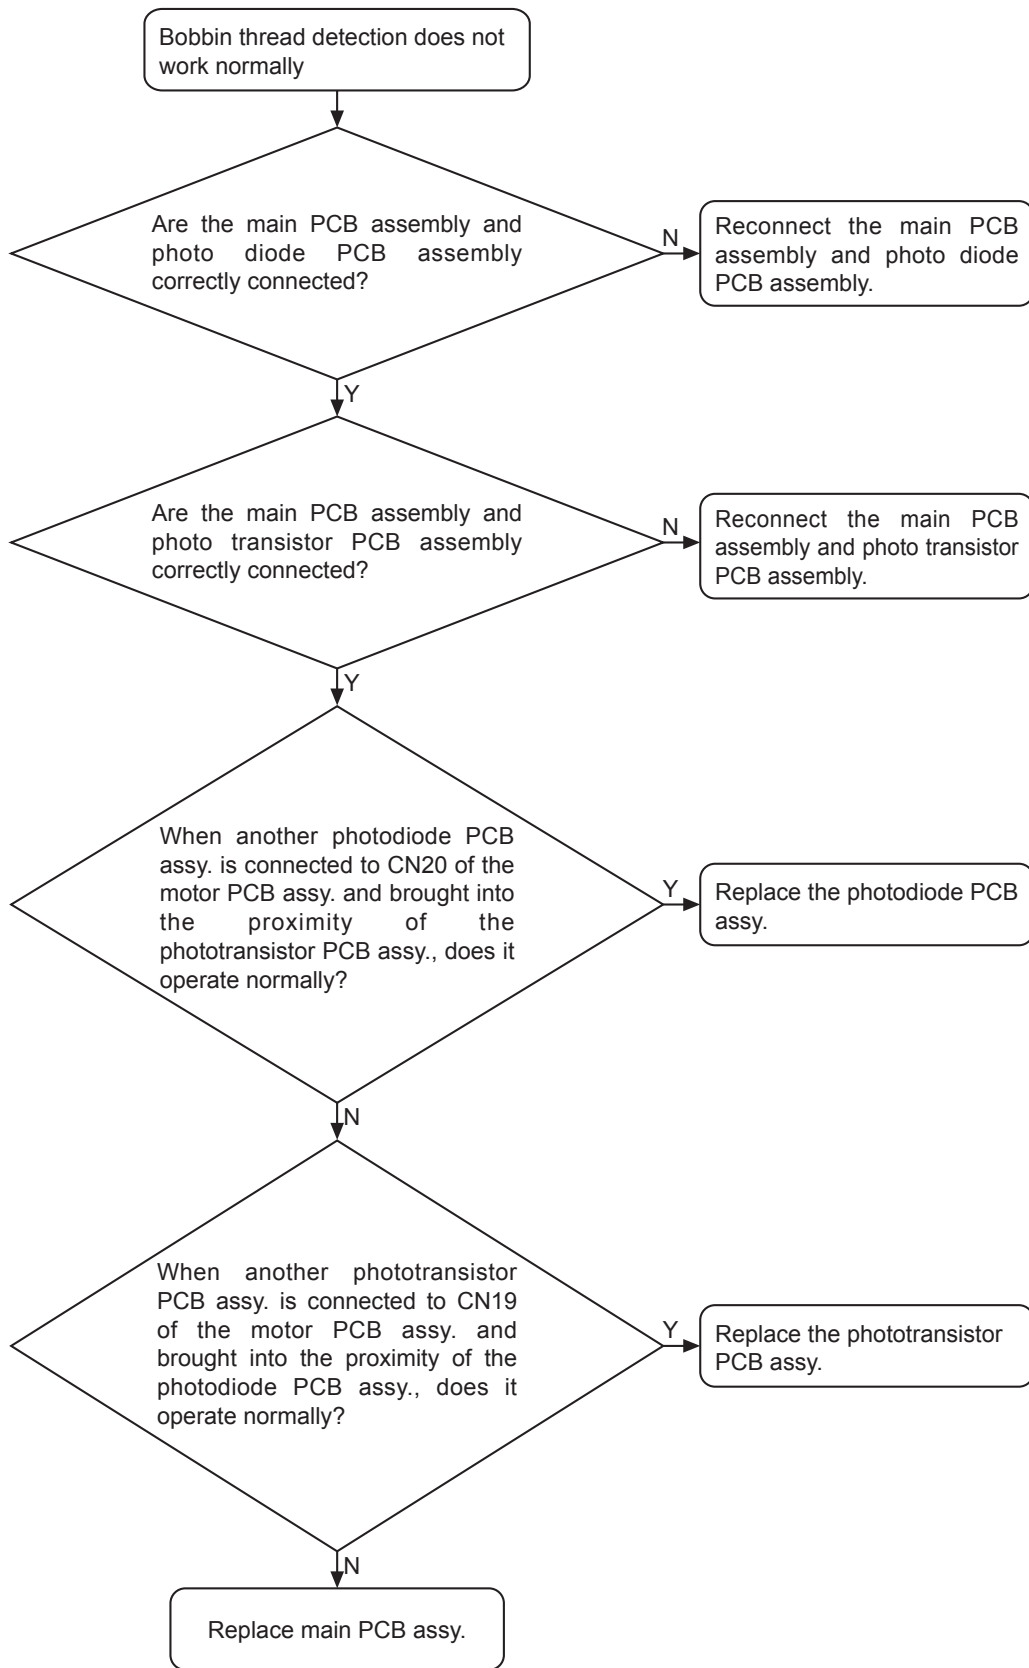 Bobbin thread detection does not
work normally
Are the main PCB assembly and
photo diode PCB assembly
correctly connected?
N
Reconnect the main PCB
assembly and photo diode
PCB assembly.
Y
Are the main PCB assembly and
photo transistor PCB assembly
correctly connected?
N
Reconnect the main PCB
assembly and photo transistor
PCB assembly.
Y
When another photodiode PCB
assy. is connected to CN20 of the
motor PCB assy. and brought into
the proximity of the
phototransistor PCB assy., does it
operate normally?
Y
Replace the photodiode PCB
assy.
N
When another phototransistor
PCB assy. is connected to CN19
of the motor PCB assy. and
brought into the proximity of the
photodiode PCB assy., does it
operate normally?
Y
Replace the phototransistor
PCB assy.
N
Replace main PCB assy.